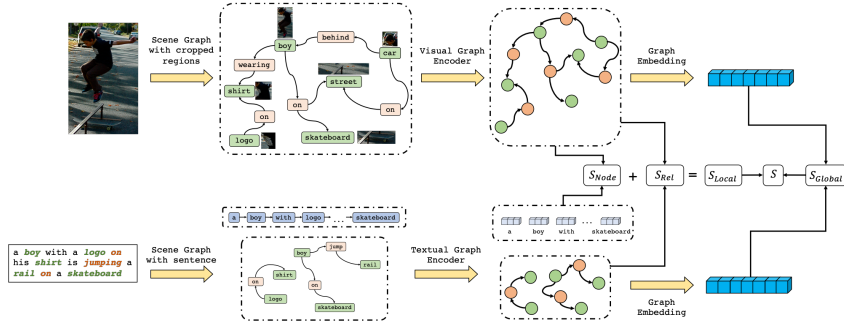 Scene Graph
with cropped
regions
boy
behind
car
wearing
shirt
street
on
on
on
logo
skateboard
Visual Graph
Encoder
Graph
Embedding
S_Node + S_Rel = S_Local S S_Global
a boy with logo ... skateboard
a boy with ... skateboard
a boy with a logo on
his shirt is jumping a
rail on a skateboard
Scene Graph
with sentence
boy
jump
rail
shirt
on
on
logo
skateboard
Textual Graph
Encoder
Graph
Embedding